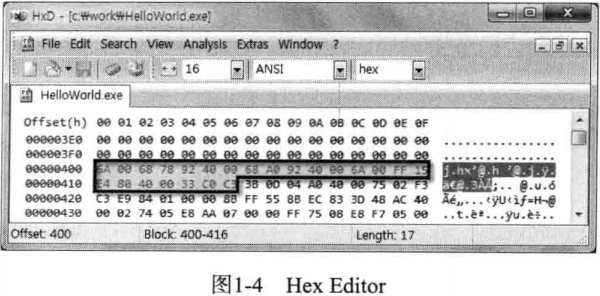 HxD - [c:₩work₩HelloWorld.exe]
File Edit Search View Analysis Extras Window ?
16 ANSI hex
HelloWorld.exe
Offset(h) 00 01 02 03 04 05 06 07 08 09 0A 0B 0C 0D 0E 0F
000003E0 00 00 00 00 00 00 00 00 00 00 00 00 00 00 00 00 ................
000003F0 00 00 00 00 00 00 00 00 00 00 00 00 00 00 00 00 ................
00000400 6A 00 68 78 92 40 00 68 A0 92 40 00 6A 00 FF 15 j.hx’@.h ’@.j.ÿ.
00000410 E4 80 40 00 33 C0 C3 3B 0D 04 A0 40 00 75 02 F3 ä€@.3ÀÃ;.. @.u.ó
00000420 C3 E9 84 01 00 00 8B FF 55 8B EC 83 3D 48 AC 40 Ãé„...‹ÿU‹ìƒ=H¬@
00000430 00 02 74 05 E8 AA 07 00 00 FF 75 08 E8 F7 05 00 ..t.èª...ÿu.è÷..
Offset: 400 Block: 400-416 Length: 17
图1-4 Hex Editor